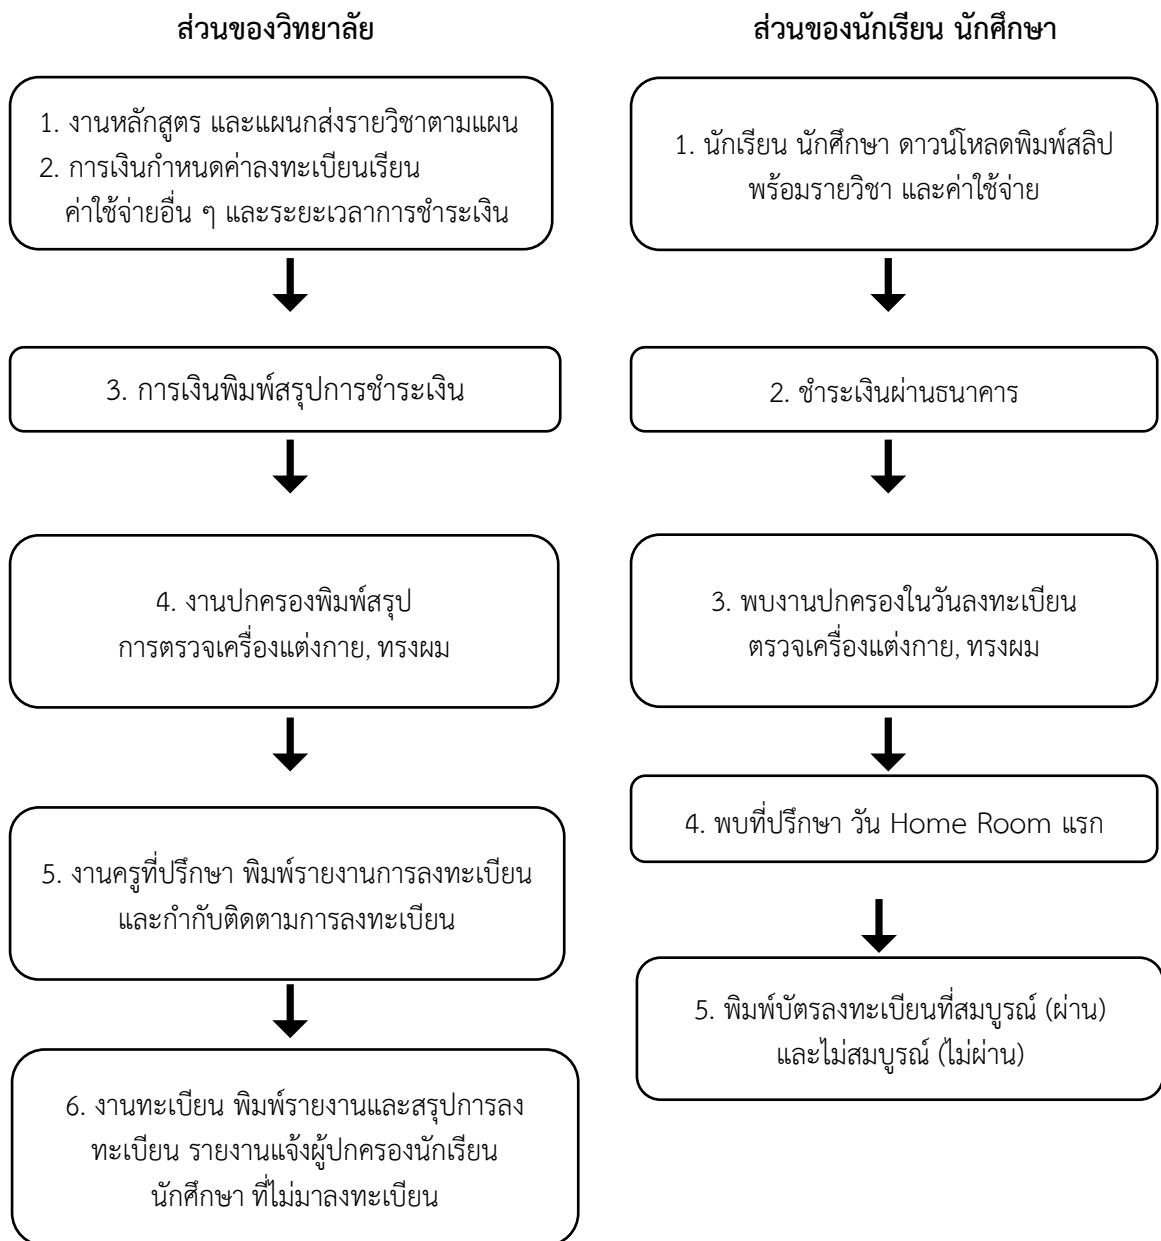 ส่วนของวิทยาลัย
1. งานหลักสูตร และแผนกส่งรายวิชาตามแผน
2. การเงินกำหนดค่าลงทะเบียนเรียน
ค่าใช้จ่ายอื่น ๆ และระยะเวลาการชำระเงิน
3. การเงินพิมพ์สรุปการชำระเงิน
4. งานปกครองพิมพ์สรุป
การตรวจเครื่องแต่งกาย, ทรงผม
5. งานครูที่ปรึกษา พิมพ์รายงานการลงทะเบียน
และกำกับติดตามการลงทะเบียน
6. งานทะเบียน พิมพ์รายงานและสรุปการลง
ทะเบียน รายงานแจ้งผู้ปกครองนักเรียน
นักศึกษา ที่ไม่มาลงทะเบียน
ส่วนของนักเรียน นักศึกษา
1. นักเรียน นักศึกษา ดาวน์โหลดพิมพ์สลิป
พร้อมรายวิชา และค่าใช้จ่าย
2. ชำระเงินผ่านธนาคาร
3. พบงานปกครองในวันลงทะเบียน
ตรวจเครื่องแต่งกาย, ทรงผม
4. พบที่ปรึกษา วัน Home Room แรก
5. พิมพ์บัตรลงทะเบียนที่สมบูรณ์ (ผ่าน)
และไม่สมบูรณ์ (ไม่ผ่าน)